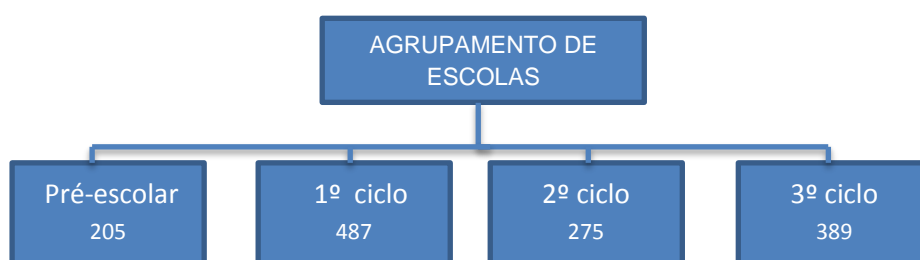 AGRUPAMENTO DE
ESCOLAS
Pré-escolar
205
1º ciclo
487
2º ciclo
275
3º ciclo
389